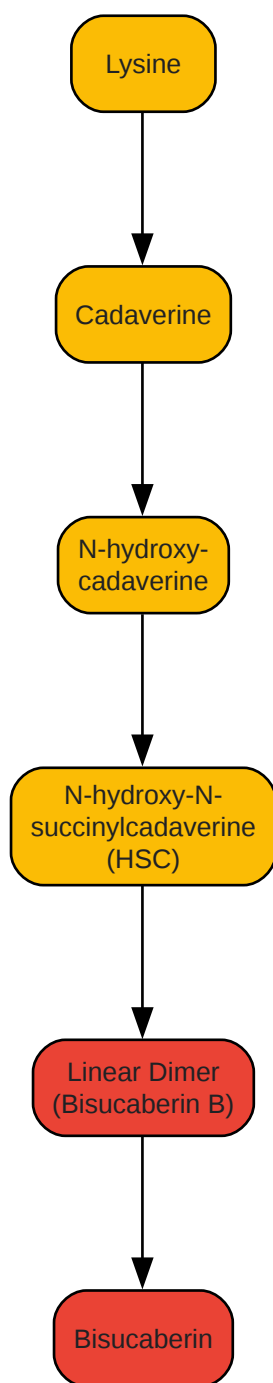 Lysine
Cadaverine
N-hydroxy-
cadaverine
N-hydroxy-N-
succinylcadaverine
(HSC)
Linear Dimer
(Bisucaberin B)
Bisucaberin